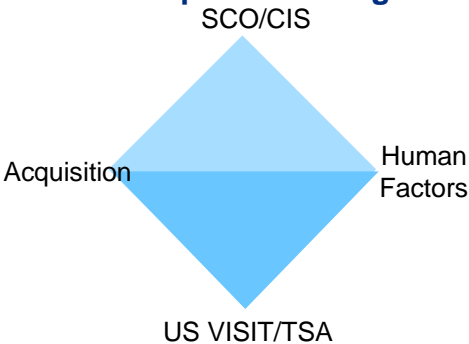 SCO/CIS
Acquisition
Human
Factors
US VISIT/TSA